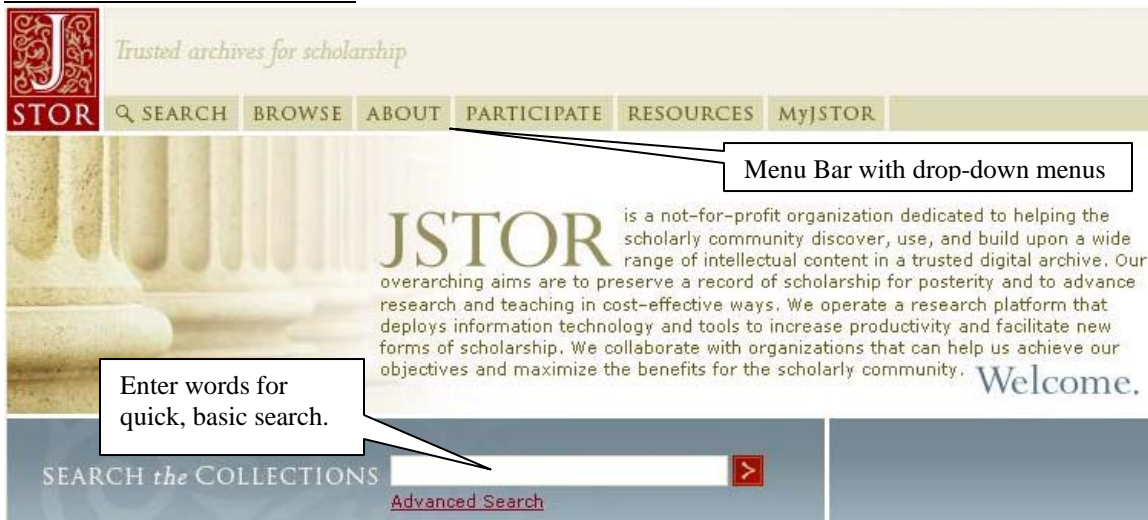 Trusted archives for scholarship
J
STOR
SEARCH BROWSE ABOUT PARTICIPATE RESOURCES MyJSTOR
Menu Bar with drop-down menus
JSTOR is a not-for-profit organization dedicated to helping the
scholarly community discover, use, and build upon a wide
range of intellectual content in a trusted digital archive. Our
overarching aims are to preserve a record of scholarship for posterity and to advance
research and teaching in cost-effective ways. We operate a research platform that
deploys information technology and tools to increase productivity and facilitate new
forms of scholarship. We collaborate with organizations that can help us achieve our
objectives and maximize the benefits for the scholarly community. Welcome.
Enter words for
quick, basic search.
SEARCH the COLLECTIONS >
Advanced Search